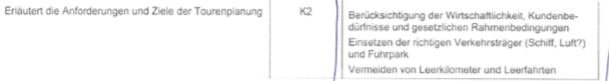 Erläutert die Anforderungen und Ziele der Tourenplanung
K2
Berücksichtigung der Wirtschaftlichkeit, Kundenbe-
dürfnisse und gesetzlichen Rahmenbedingungen
Einsetzen der richtigen Verkehrsträger (Schiff, Luft?)
und Fuhrpark
Vermeiden von Leerkilometer und Leerfahrten